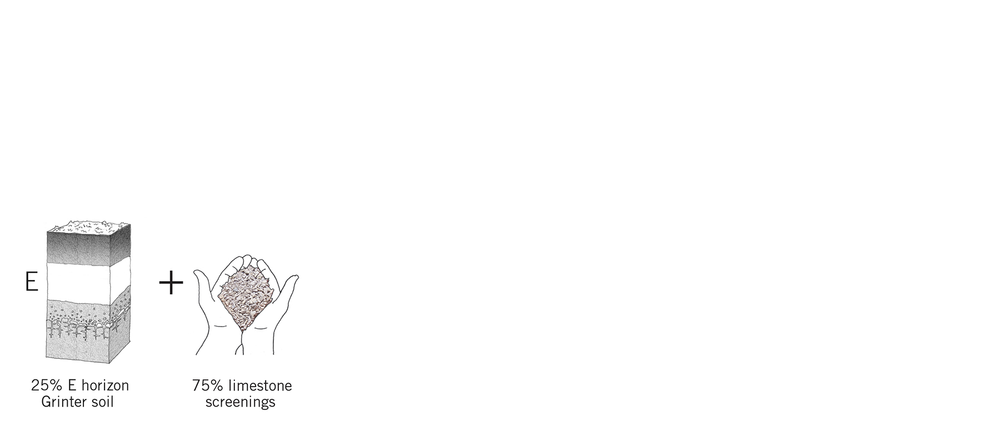 E
25% E horizon
Grinter soil
+
75% limestone
screenings